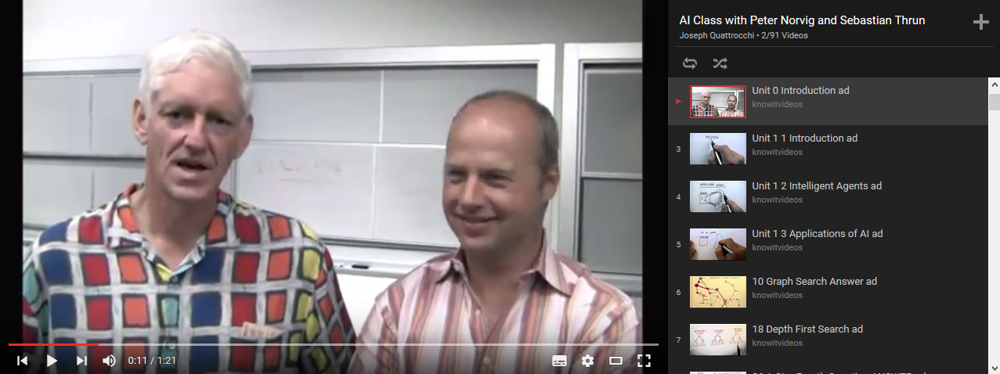 AI Class with Peter Norvig and Sebastian Thrun
Joseph Quattrocchi • 2/91 Videos
Unit 0 Introduction ad
knowitvideos
3
Unit 1 1 Introduction ad
knowitvideos
4
Unit 1 2 Intelligent Agents ad
knowitvideos
5
Unit 1 3 Applications of AI ad
knowitvideos
6
10 Graph Search Answer ad
knowitvideos
7
18 Depth First Search ad
knowitvideos
0:11 / 1:21